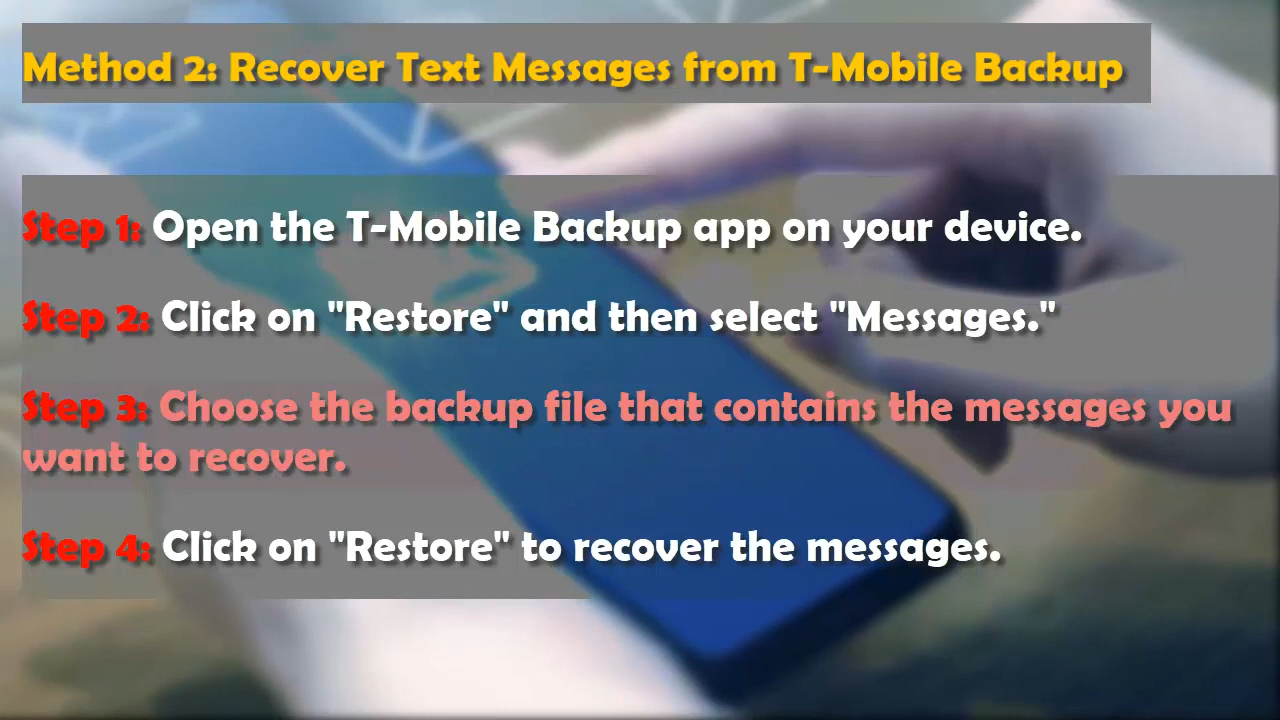 Method 2: Recover Text Messages from T-Mobile Backup
Step 1: Open the T-Mobile Backup app on your device.
Step 2: Click on "Restore" and then select "Messages."
Step 3: Choose the backup file that contains the messages you
want to recover.
Step 4: Click on "Restore" to recover the messages.